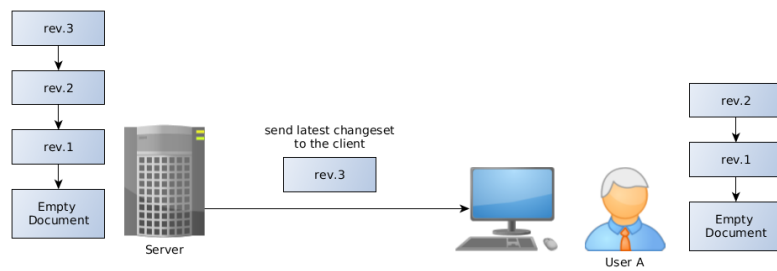 rev.3
rev.2
rev.1
Empty
Document
Server
send latest changeset
to the client
rev.3
User A
rev.2
rev.1
Empty
Document